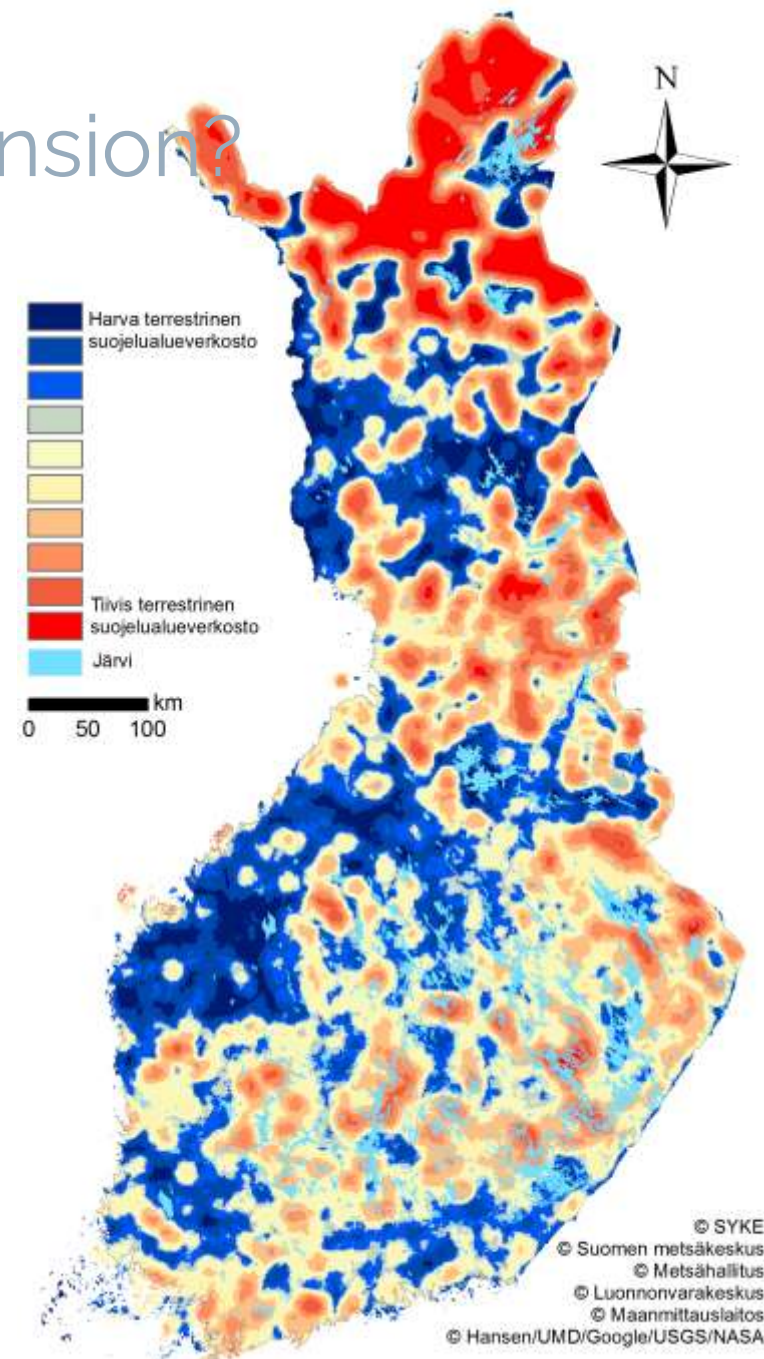 nsion?
N
Harva terrestrinen
suojelualueverkosto
Tiivis terrestrinen
suojelualueverkosto
Järvi
km
0 50 100
© SYKE
© Suomen metsäkeskus
© Metsähallitus
© Luonnonvarakeskus
© Maanmittauslaitos
© Hansen/UMD/Google/USGS/NASA